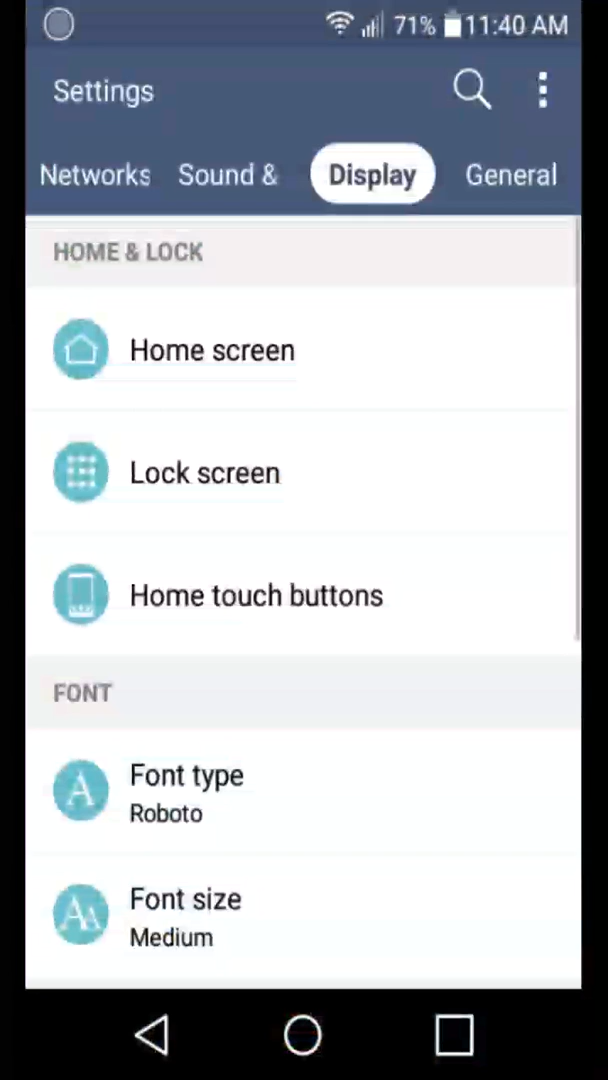 71% 11:40 AM
Settings
Networks Sound & Display General
HOME & LOCK
Home screen
Lock screen
Home touch buttons
FONT
Font type
Roboto
Font size
Medium